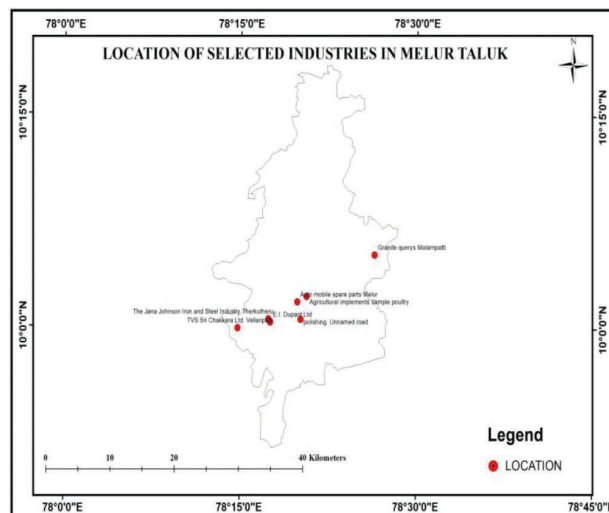 78°0'0"E 78°15'0"E 78°30'0"E
LOCATION OF SELECTED INDUSTRIES IN MELUR TALUK
N
10°15'0"N 10°15'0"N
Granite querys Malampatti
Auto mobile spare parts Melur
Agricultural implements sample poultry
The Jana Johnson Iron and Steel Industry.Therkutheru
E.I. Dupont Ltd
TVS Sri Chakkara Ltd. Vellaripatti
polishing. Unnamed road
10°0'0"N 10°0'0"N
Legend
LOCATION
0 10 20 40 Kilometers
78°0'0"E 78°15'0"E 78°30'0"E 78°45'0"E